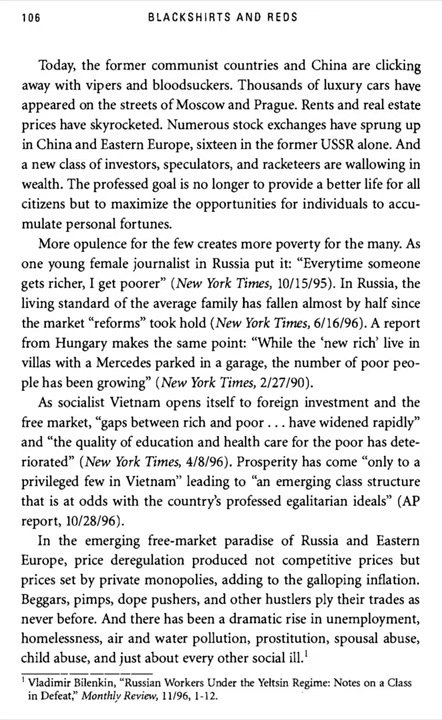 106
BLACKSHIRTS AND REDS
Today, the former communist countries and China are clicking
away with vipers and bloodsuckers. Thousands of luxury cars have
appeared on the streets of Moscow and Prague. Rents and real estate
prices have skyrocketed. Numerous stock exchanges have sprung up
in China and Eastern Europe, sixteen in the former USSR alone. And
a new class of investors, speculators, and racketeers are wallowing in
wealth. The professed goal is no longer to provide a better life for all
citizens but to maximize the opportunities for individuals to accu-
mulate personal fortunes.
More opulence for the few creates more poverty for the many. As
one young female journalist in Russia put it: “Everytime someone
gets richer, I get poorer” (New York Times, 10/15/95). In Russia, the
living standard of the average family has fallen almost by half since
the market “reforms” took hold (New York Times, 6/16/96). A report
from Hungary makes the same point: “While the ‘new rich’ live in
villas with a Mercedes parked in a garage, the number of poor peo-
ple has been growing” (New York Times, 2/27/90).
As socialist Vietnam opens itself to foreign investment and the
free market, “gaps between rich and poor . . . have widened rapidly”
and “the quality of education and health care for the poor has dete-
riorated” (New York Times, 4/8/96). Prosperity has come “only to a
privileged few in Vietnam” leading to “an emerging class structure
that is at odds with the country’s professed egalitarian ideals” (AP
report, 10/28/96).
In the emerging free-market paradise of Russia and Eastern
Europe, price deregulation produced not competitive prices but
prices set by private monopolies, adding to the galloping inflation.
Beggars, pimps, dope pushers, and other hustlers ply their trades as
never before. And there has been a dramatic rise in unemployment,
homelessness, air and water pollution, prostitution, spousal abuse,
child abuse, and just about every other social ill.¹
¹ Vladimir Bilenkin, “Russian Workers Under the Yeltsin Regime: Notes on a Class
in Defeat,” Monthly Review, 11/96, 1-12.